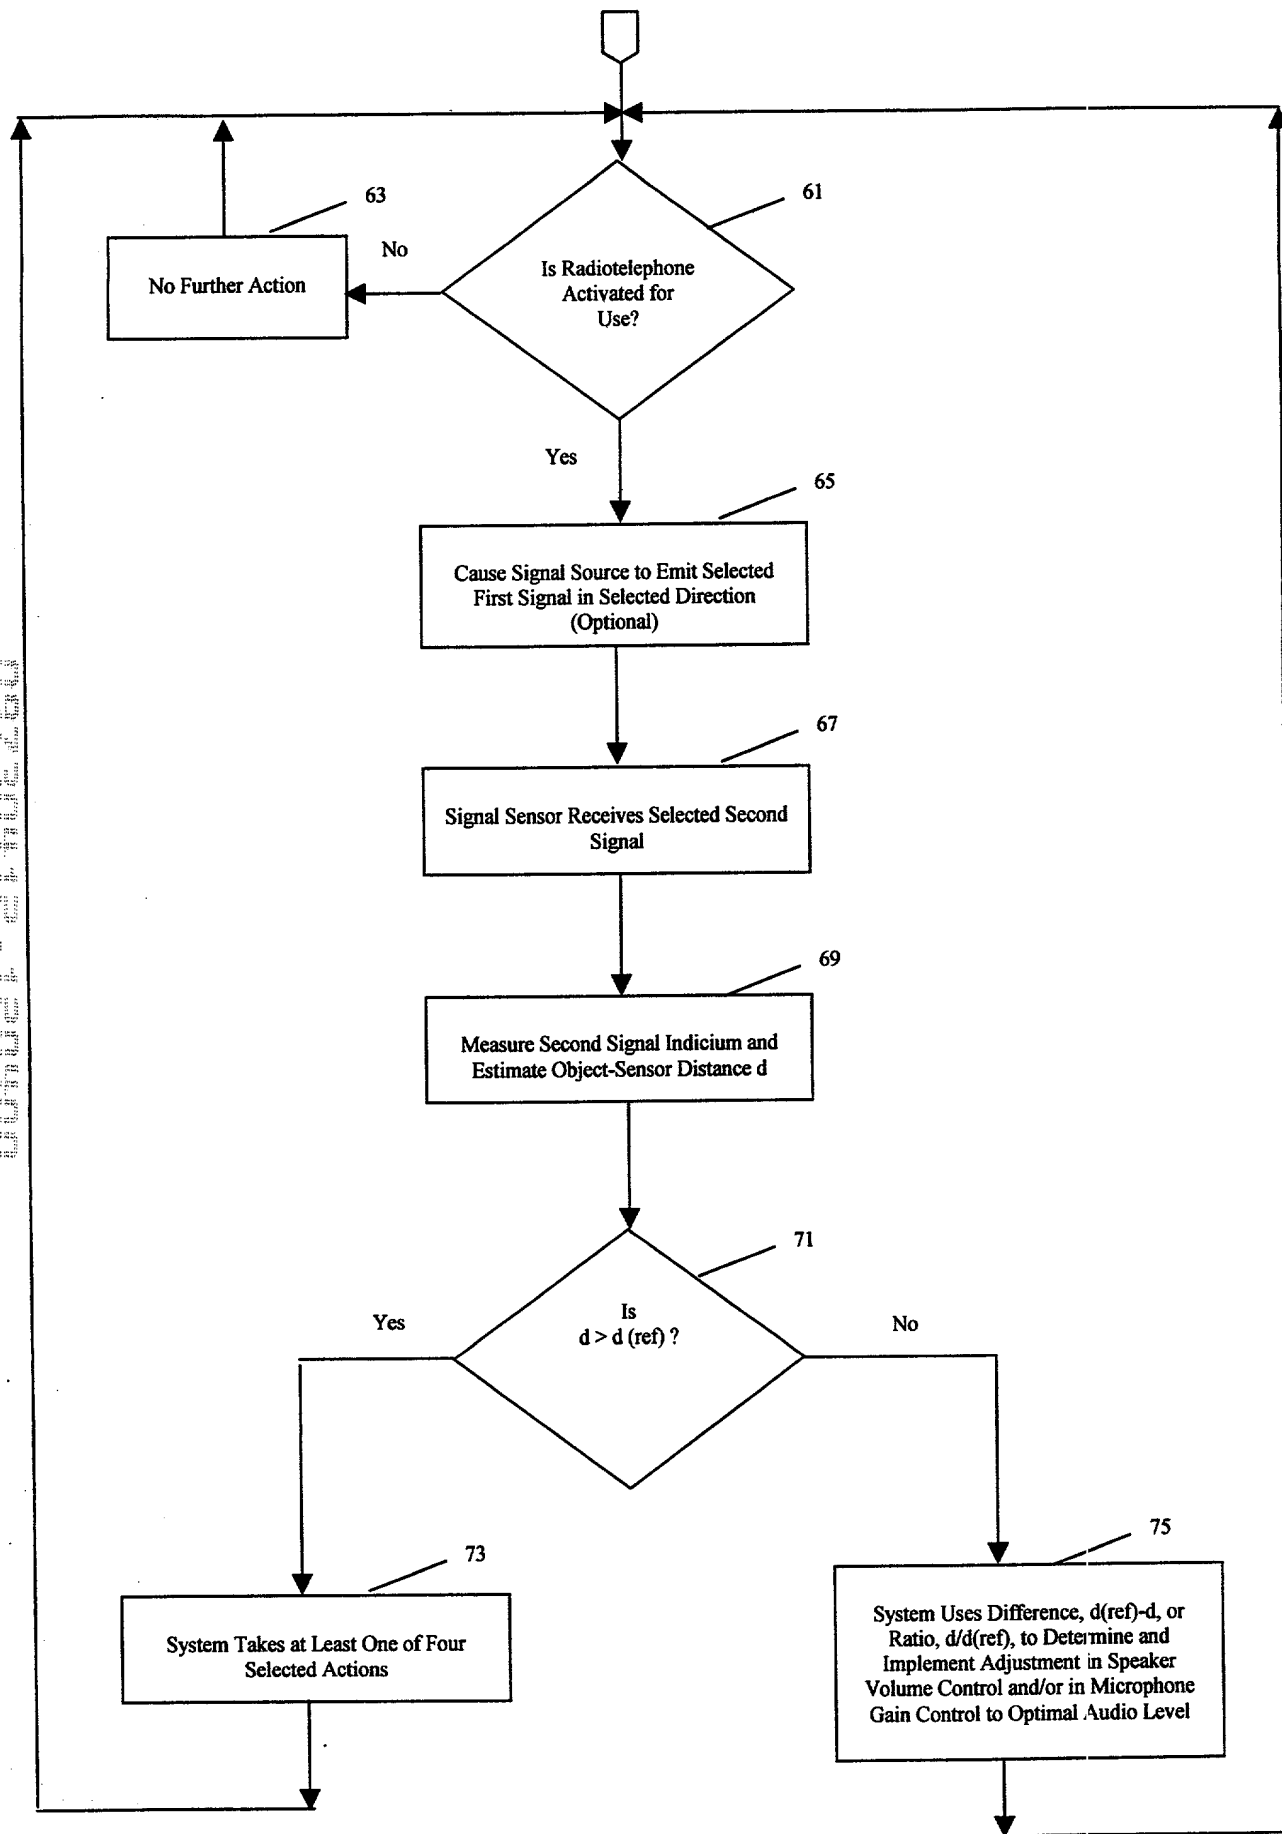 61
63
No
Is Radiotelephone
Activated for
Use?
No Further Action
Yes
65
Cause Signal Source to Emit Selected
First Signal in Selected Direction
(Optional)
67
Signal Sensor Receives Selected Second
Signal
69
Measure Second Signal Indicium and
Estimate Object-Sensor Distance d
71
Yes
Is
d > d (ref) ?
No
75
73
System Takes at Least One of Four
Selected Actions
System Uses Difference, d(ref)-d, or
Ratio, d/d(ref), to Determine and
Implement Adjustment in Speaker
Volume Control and/or in Microphone
Gain Control to Optimal Audio Level